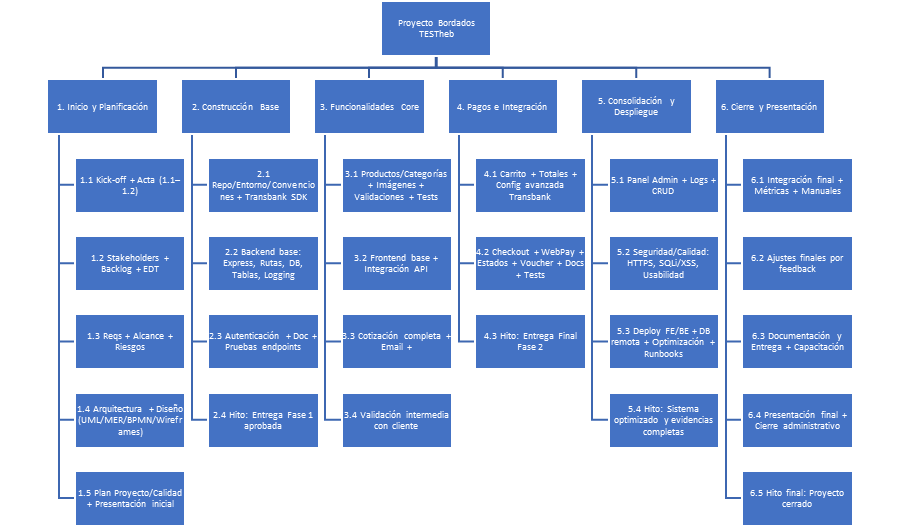 Proyecto Bordados
TESTheb
1. Inicio y Planificación
2. Construcción Base
3. Funcionalidades Core
4. Pagos e Integración
5. Consolidación y
Despliegue
6. Cierre y Presentación
1.1 Kick-off + Acta (1.1–
1.2)
1.2 Stakeholders +
Backlog + EDT
1.3 Reqs + Alcance +
Riesgos
1.4 Arquitectura + Diseño
(UML/MER/BPMN/Wirefr
ames)
1.5 Plan Proyecto/Calidad
+ Presentación inicial
2.1
Repo/Entorno/Convencio
nes + Transbank SDK
2.2 Backend base:
Express, Rutas, DB,
Tablas, Logging
2.3 Autenticación + Doc +
Pruebas endpoints
2.4 Hito: Entrega Fase 1
aprobada
3.1 Productos/Categorías
+ Imágenes +
Validaciones + Tests
3.2 Frontend base +
Integración API
3.3 Cotización completa +
Email +
3.4 Validación intermedia
con cliente
4.1 Carrito + Totales +
Config avanzada
Transbank
4.2 Checkout + WebPay +
Estados + Voucher + Docs
+ Tests
4.3 Hito: Entrega Final
Fase 2
5.1 Panel Admin + Logs +
CRUD
5.2 Seguridad/Calidad:
HTTPS, SQLi/XSS,
Usabilidad
5.3 Deploy FE/BE + DB
remota + Optimización +
Runbooks
5.4 Hito: Sistema
optimizado y evidencias
completas
6.1 Integración final +
Métricas + Manuales
6.2 Ajustes finales por
feedback
6.3 Documentación y
Entrega + Capacitación
6.4 Presentación final +
Cierre administrativo
6.5 Hito final: Proyecto
cerrado